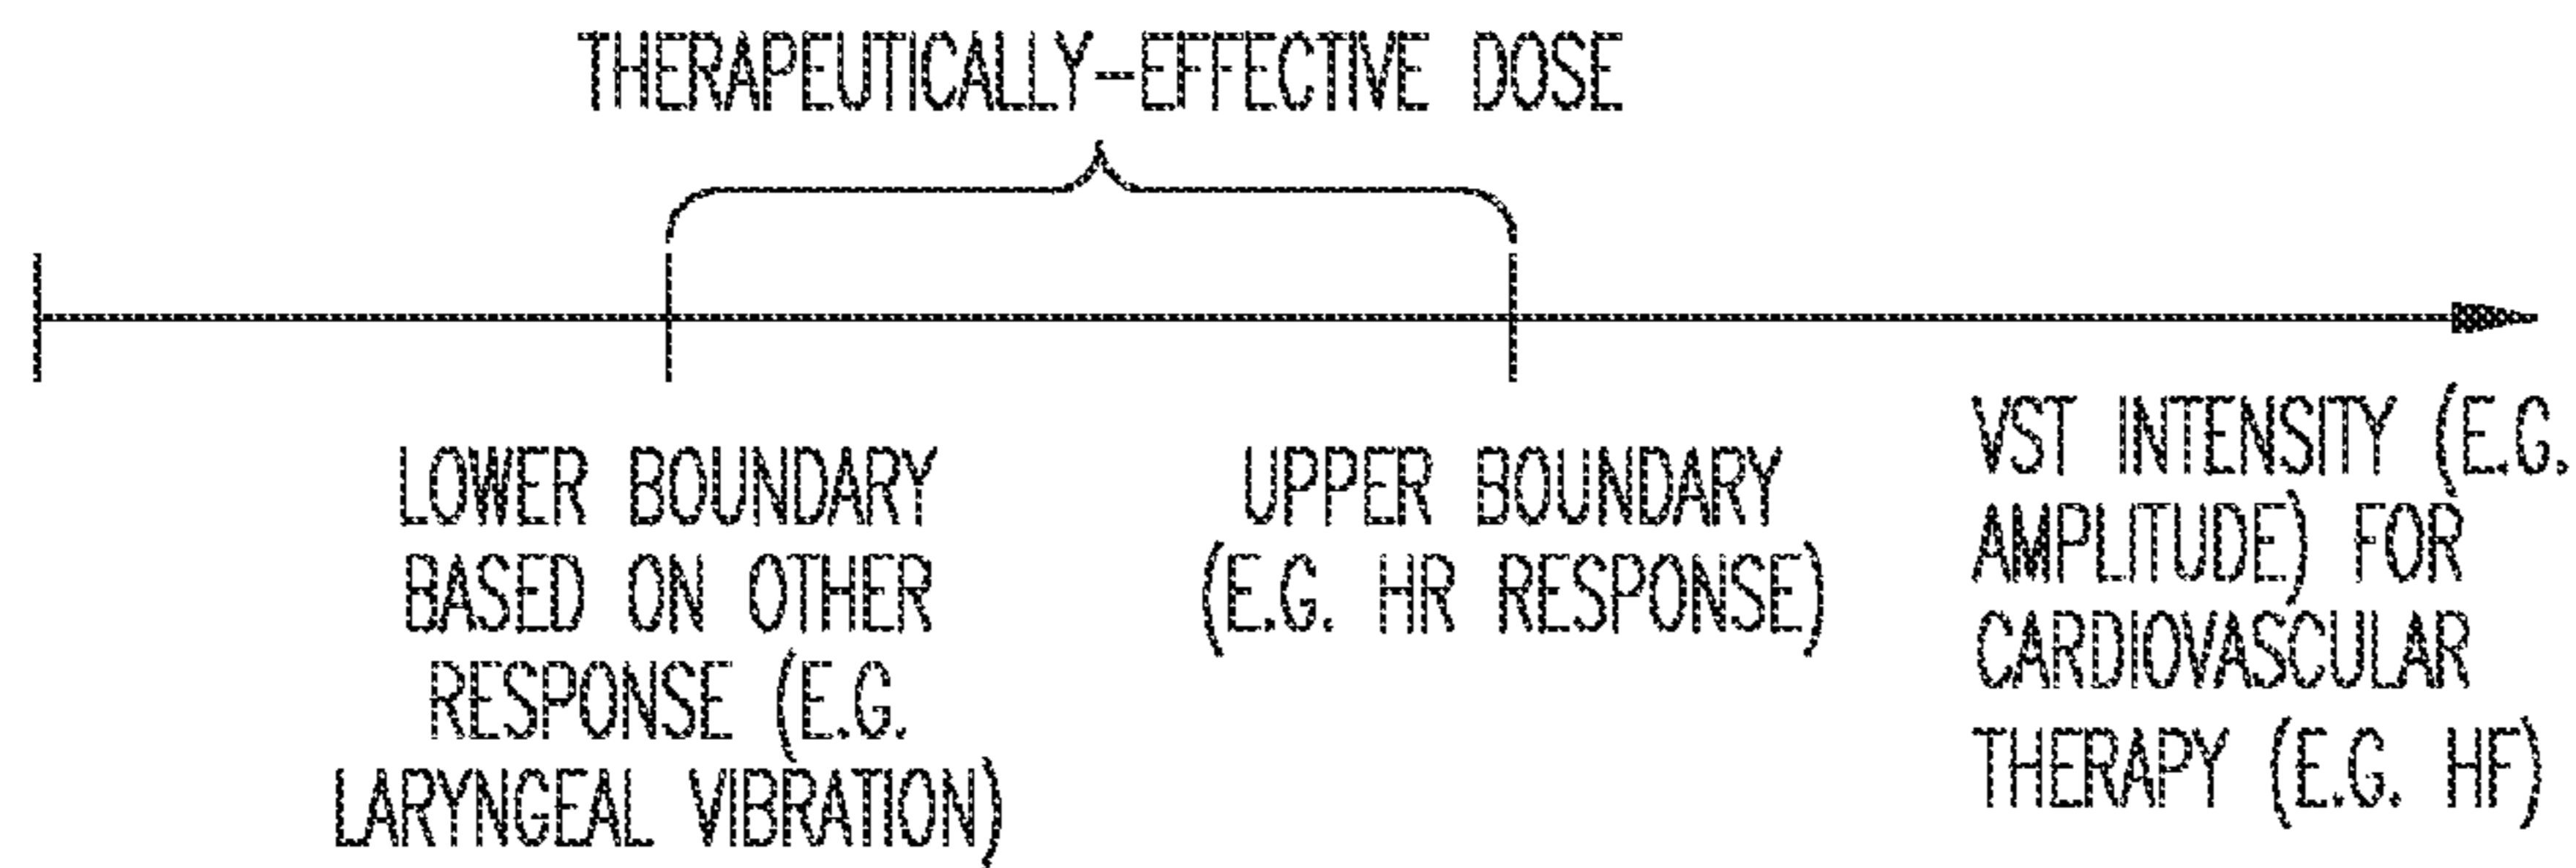 THERAPEUTICALLY-EFFECTIVE DOSE
LOWER BOUNDARY
BASED ON OTHER
RESPONSE (E.G.
LARYNGEAL VIBRATION)
UPPER BOUNDARY
(E.G. HR RESPONSE)
VST INTENSITY (E.G.
AMPLITUDE) FOR
CARDIOVASCULAR
THERAPY (E.G. HF)